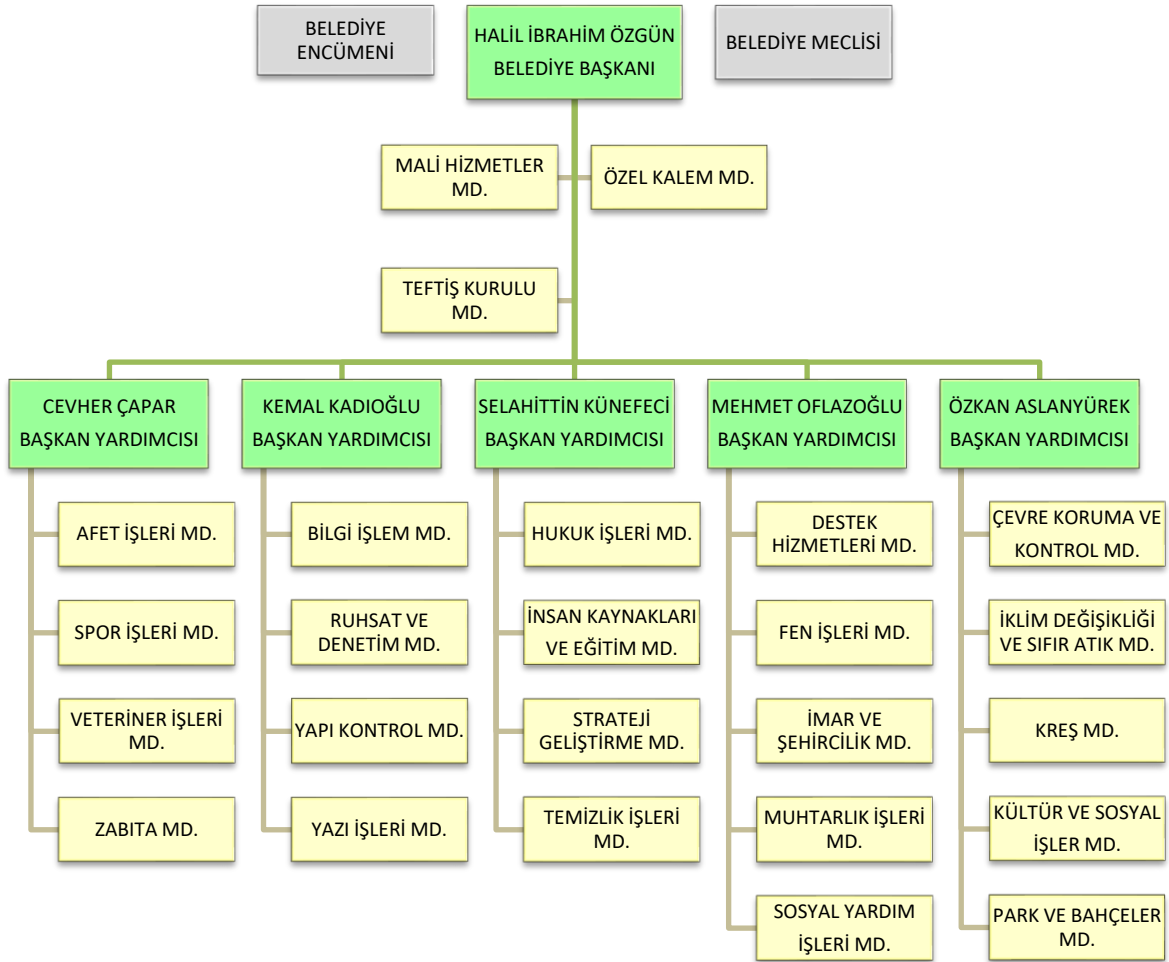 BELEDİYE
ENCÜMENİ
HALİL İBRAHİM ÖZGÜN
BELEDİYE BAŞKANI
BELEDİYE MECLİSİ
MALİ HİZMETLER
MD.
ÖZEL KALEM MD.
TEFTİŞ KURULU
MD.
CEVHER ÇAPAR
BAŞKAN YARDIMCISI
AFET İŞLERİ MD.
SPOR İŞLERİ MD.
VETERİNER İŞLERİ
MD.
ZABITA MD.
KEMAL KADIOĞLU
BAŞKAN YARDIMCISI
BİLGİ İŞLEM MD.
RUHSAT VE
DENETİM MD.
YAPI KONTROL MD.
YAZI İŞLERİ MD.
SELAHİTTİN KÜNEFECİ
BAŞKAN YARDIMCISI
HUKUK İŞLERİ MD.
İNSAN KAYNAKLARI
VE EĞİTİM MD.
STRATEJİ
GELİŞTİRME MD.
TEMİZLİK İŞLERİ
MD.
MEHMET OFLAZOĞLU
BAŞKAN YARDIMCISI
DESTEK
HİZMETLERİ MD.
FEN İŞLERİ MD.
İMAR VE
ŞEHİRCİLİK MD.
MUHTARLIK İŞLERİ
MD.
SOSYAL YARDIM
İŞLERİ MD.
ÖZKAN ASLANYÜREK
BAŞKAN YARDIMCISI
ÇEVRE KORUMA VE
KONTROL MD.
İKLİM DEĞİŞİKLİĞİ
VE SIFIR ATIK MD.
KREŞ MD.
KÜLTÜR VE SOSYAL
İŞLER MD.
PARK VE BAHÇELER
MD.